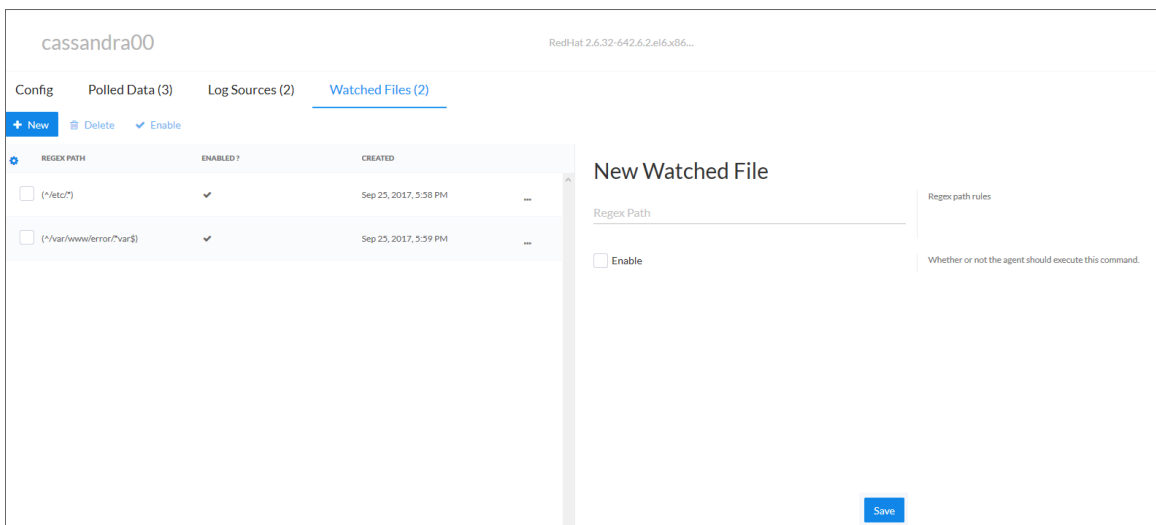 cassandra00
RedHat 2.6.32-642.6.2.el6.x86...
Config Polled Data (3) Log Sources (2) Watched Files (2)
+ New Delete Enable
REGEX PATH ENABLED ? CREATED
(^/etc/.*) Sep 25, 2017, 5:58 PM ...
(^/var/www/error/.*var$) Sep 25, 2017, 5:59 PM ...
New Watched File
Regex Path
Regex path rules
Enable
Whether or not the agent should execute this command.
Save